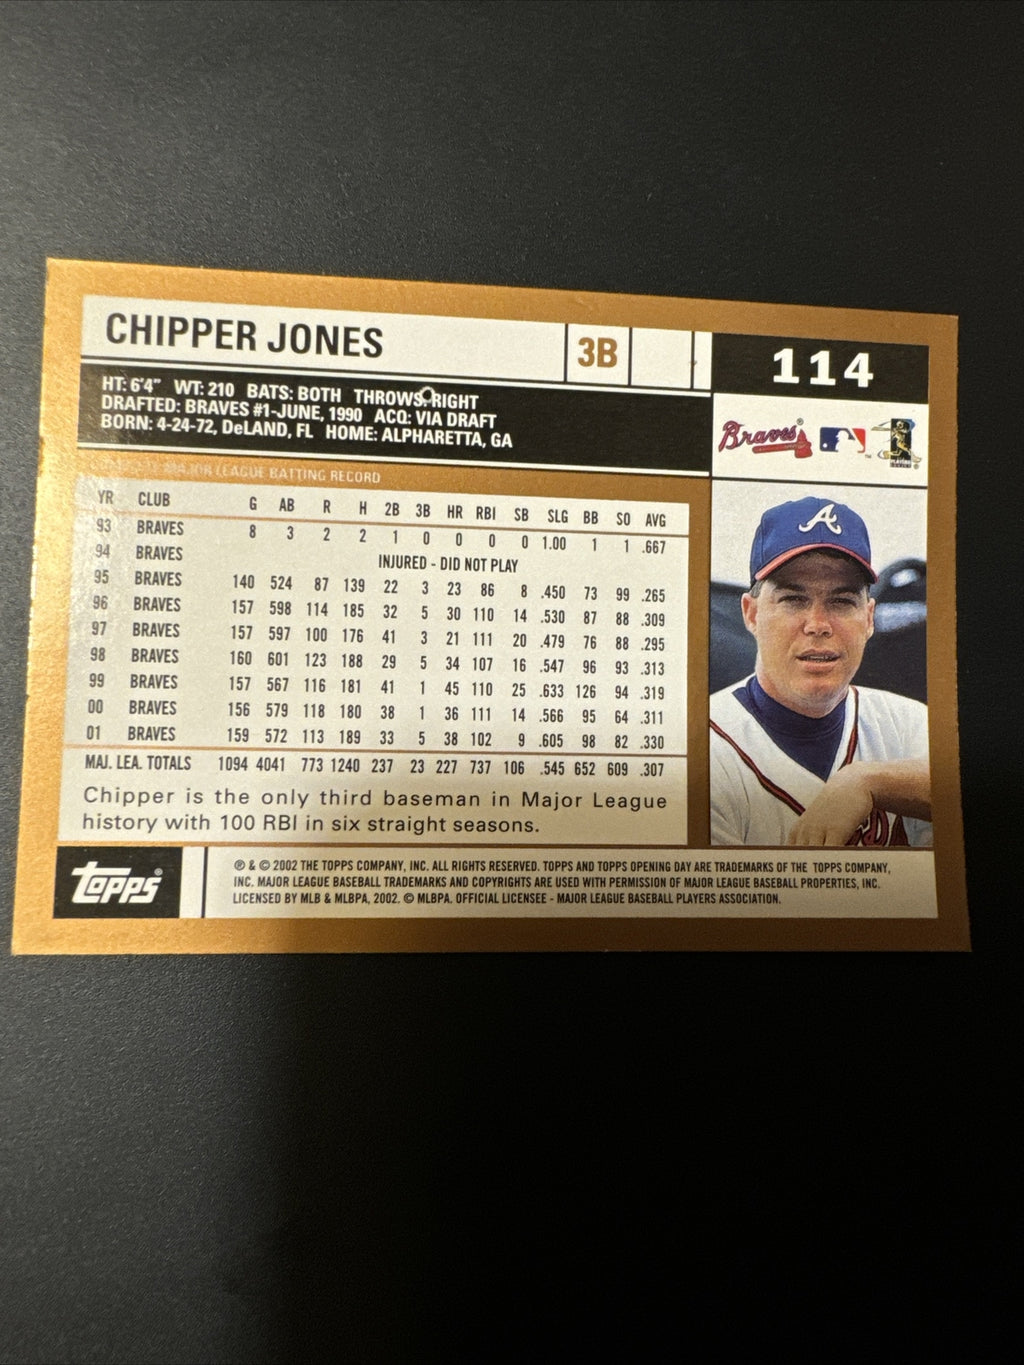 CHIPPER JONES 3B 114
HT: 6'4" WT: 210 BATS: BOTH THROWS: RIGHT
DRAFTED: BRAVES #1-JUNE, 1990 ACQ: VIA DRAFT
BORN: 4-24-72, DeLAND, FL HOME: ALPHARETTA, GA
Braves
MAJOR LEAGUE BATTING RECORD
YR CLUB G AB R H 2B 3B HR RBI SB SLG BB SO AVG
93 BRAVES 8 3 2 2 1 0 0 0 0 1.00 1 1 .667
94 BRAVES INJURED - DID NOT PLAY
95 BRAVES 140 524 87 139 22 3 23 86 8 .450 73 99 .265
96 BRAVES 157 598 114 185 32 5 30 110 14 .530 87 88 .309
97 BRAVES 157 597 100 176 41 3 21 111 20 .479 76 88 .295
98 BRAVES 160 601 123 188 29 5 34 107 16 .547 96 93 .313
99 BRAVES 157 567 116 181 41 1 45 110 25 .633 126 94 .319
00 BRAVES 156 579 118 180 38 1 36 111 14 .566 95 64 .311
01 BRAVES 159 572 113 189 33 5 38 102 9 .605 98 82 .330
MAJ. LEA. TOTALS 1094 4041 773 1240 237 23 227 737 106 .545 652 609 .307
Chipper is the only third baseman in Major League
history with 100 RBI in six straight seasons.
A
topps®
℗ & © 2002 THE TOPPS COMPANY, INC. ALL RIGHTS RESERVED. TOPPS AND TOPPS OPENING DAY ARE TRADEMARKS OF THE TOPPS COMPANY,
INC. MAJOR LEAGUE BASEBALL TRADEMARKS AND COPYRIGHTS ARE USED WITH PERMISSION OF MAJOR LEAGUE BASEBALL PROPERTIES, INC.
LICENSED BY MLB & MLBPA, 2002. © MLBPA. OFFICIAL LICENSEE - MAJOR LEAGUE BASEBALL PLAYERS ASSOCIATION.